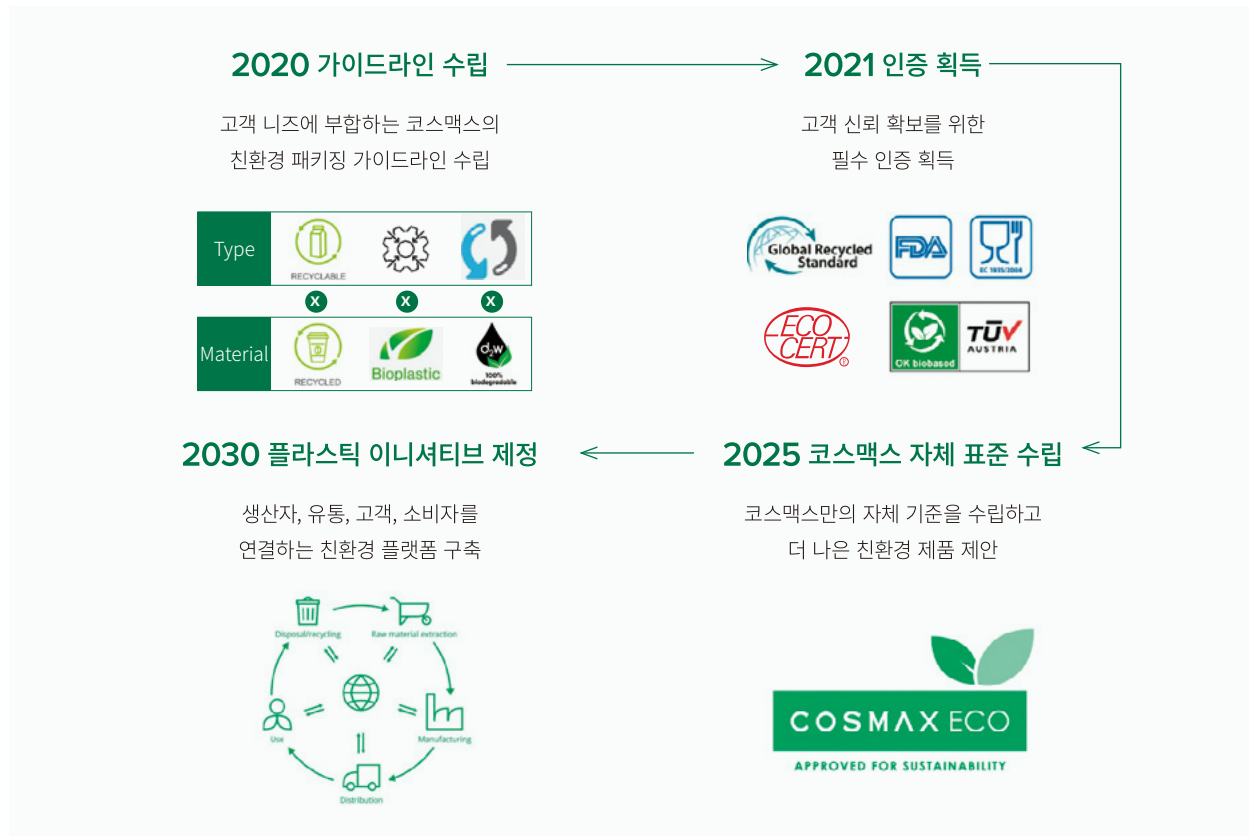 2020 가이드라인 수립
고객 니즈에 부합하는 코스맥스의
친환경 패키징 가이드라인 수립
Type
RECYCLABLE
X X X
Material
RECYCLED
Bioplastic
d2w
100%
biodegradable
2021 인증 획득
고객 신뢰 확보를 위한
필수 인증 획득
Global Recycled
Standard
FDA
EC 1935/2004
ECO
CERT
®
OK biobased
TÜV
AUSTRIA
2025 코스맥스 자체 표준 수립
코스맥스만의 자체 기준을 수립하고
더 나은 친환경 제품 제안
COSMAX ECO
APPROVED FOR SUSTAINABILITY
2030 플라스틱 이니셔티브 제정
생산자, 유통, 고객, 소비자를
연결하는 친환경 플랫폼 구축
Disposal/recycling
Raw material extraction
Use
Manufacturing
Distribution